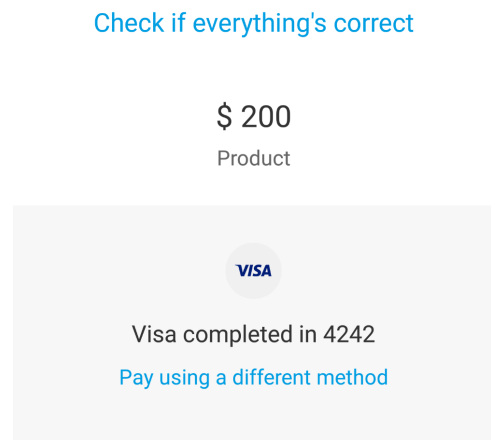 Check if everything's correct
$ 200
Product
VISA
Visa completed in 4242
Pay using a different method